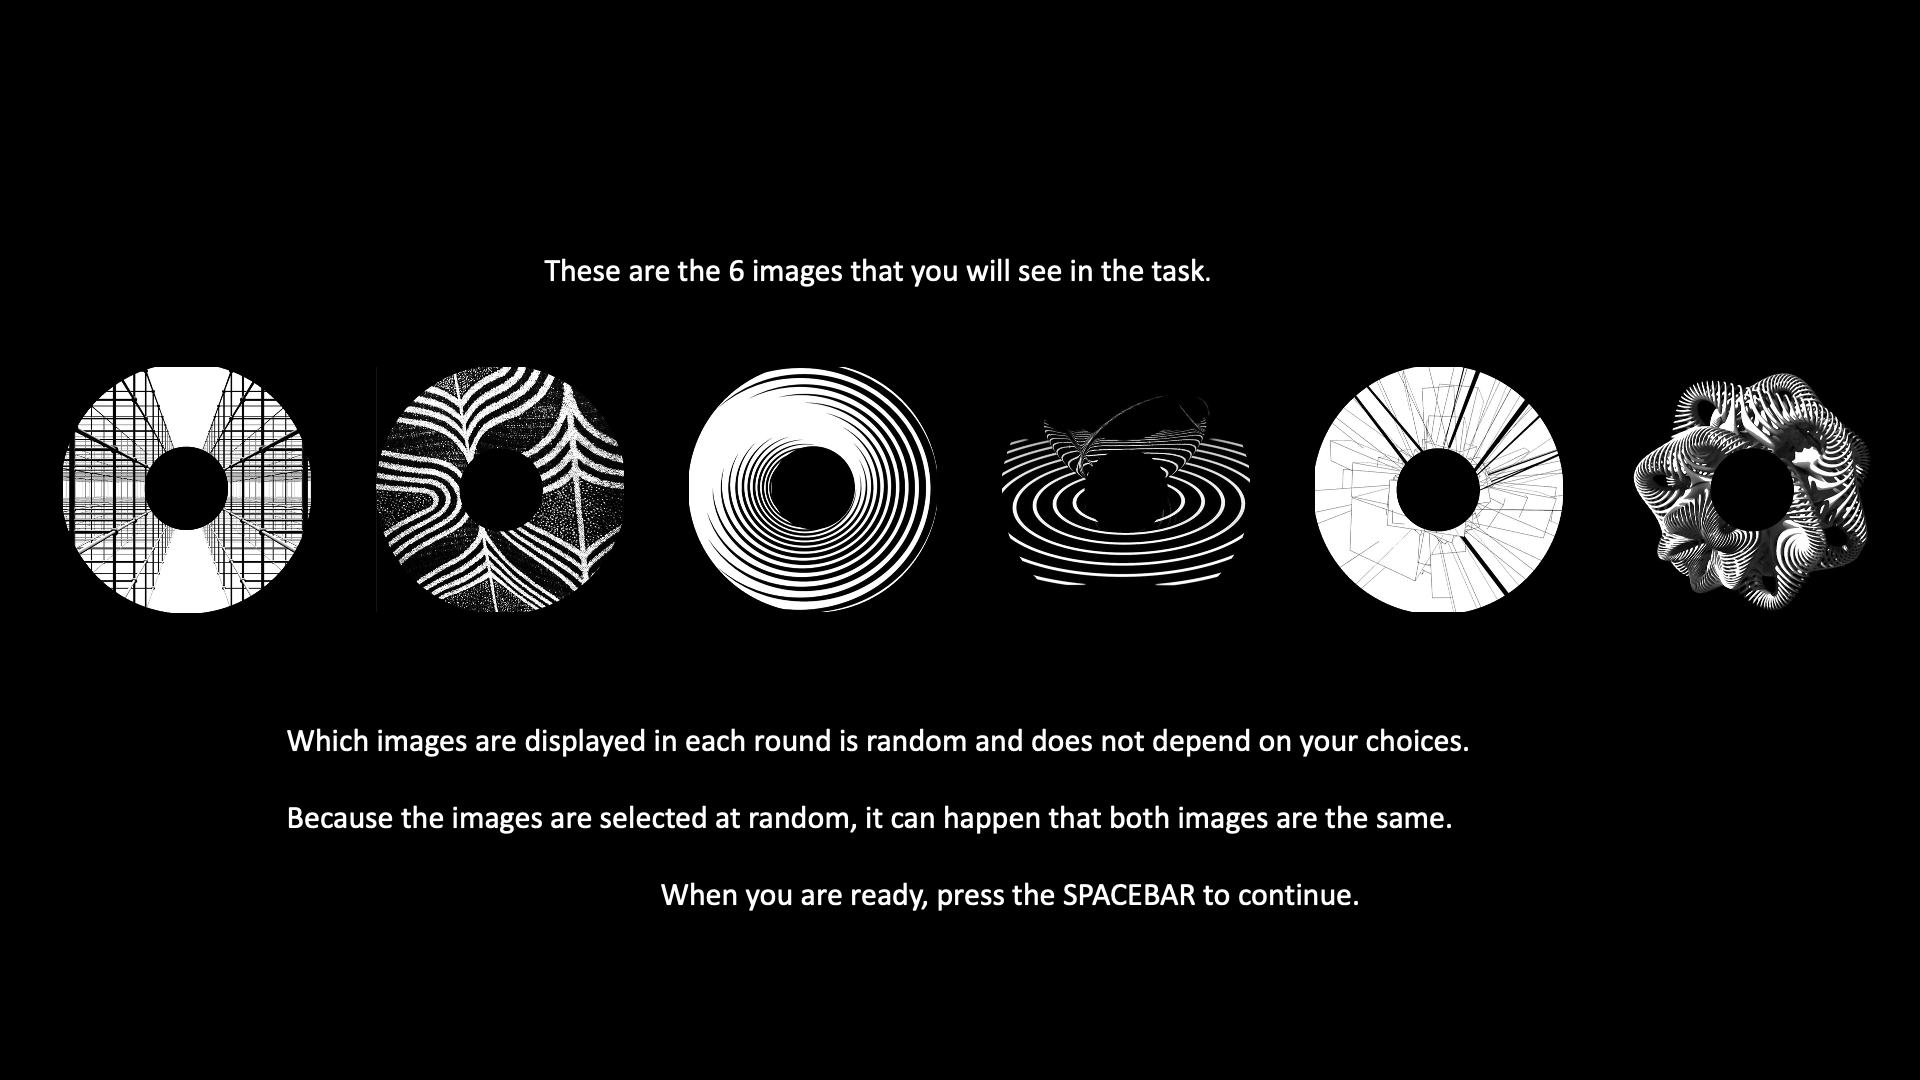 These are the 6 images that you will see in the task.
Which images are displayed in each round is random and does not depend on your choices.
Because the images are selected at random, it can happen that both images are the same.
When you are ready, press the SPACEBAR to continue.